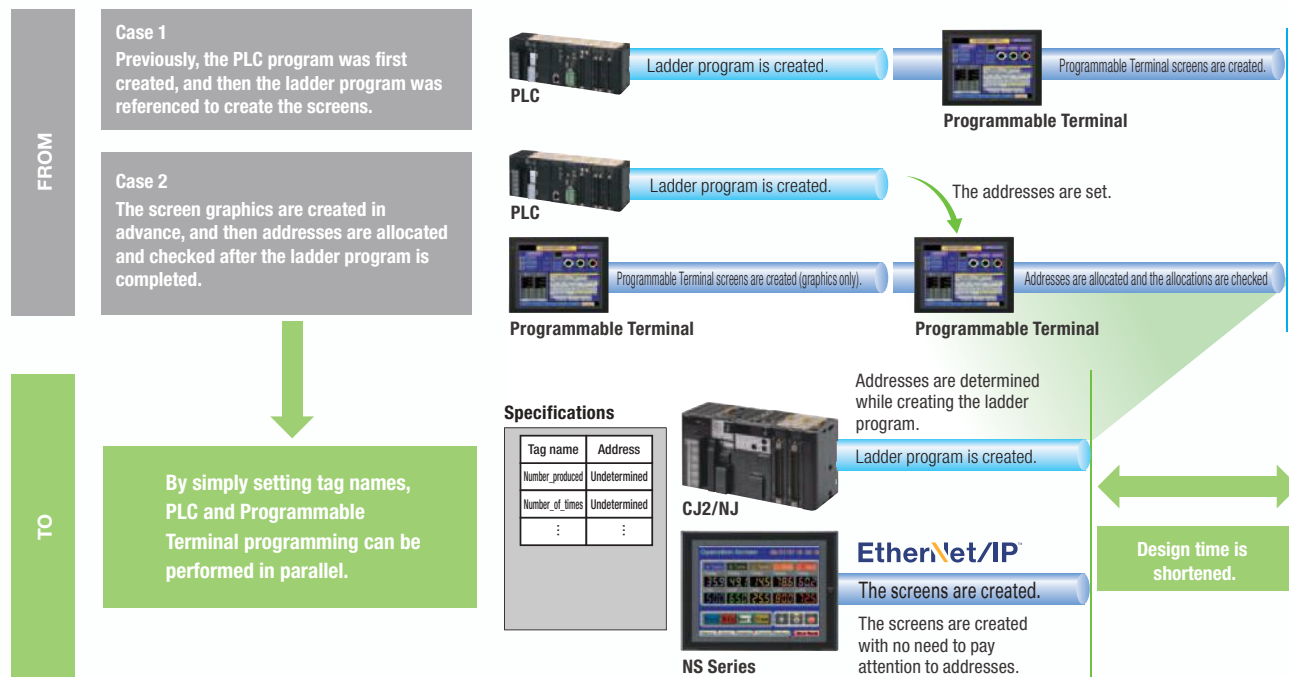 FROM
Case 1
Previously, the PLC program was first
created, and then the ladder program was
referenced to create the screens.
PLC
Ladder program is created.
Programmable Terminal
Programmable Terminal screens are created.
Case 2
The screen graphics are created in
advance, and then addresses are allocated
and checked after the ladder program is
completed.
PLC
Ladder program is created.
The addresses are set.
Programmable Terminal
Programmable Terminal screens are created (graphics only).
Programmable Terminal
Addresses are allocated and the allocations are checked
TO
By simply setting tag names,
PLC and Programmable
Terminal programming can be
performed in parallel.
Specifications
Tag name Address
Number_produced Undetermined
Number_of_times Undetermined
⋮ ⋮
CJ2/NJ
Addresses are determined
while creating the ladder
program.
Ladder program is created.
Operation Screen
NS Series
EtherNet/IP™
The screens are created.
The screens are created
with no need to pay
attention to addresses.
Design time is
shortened.